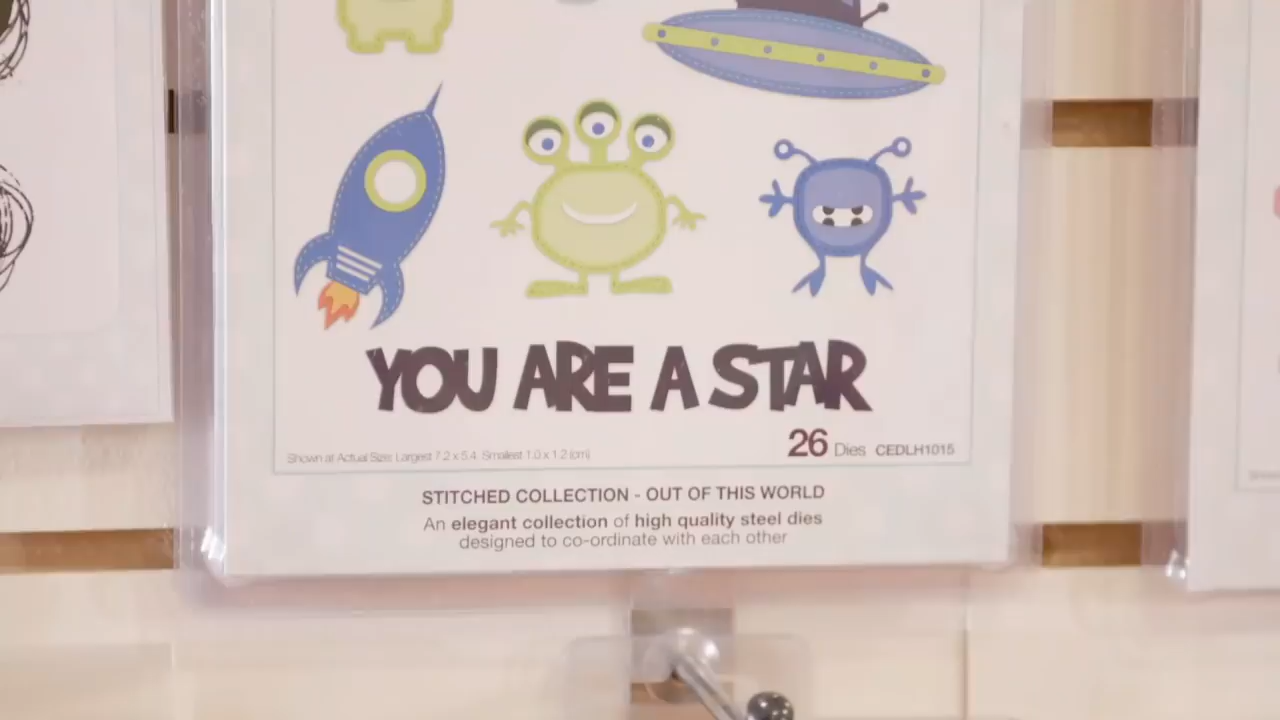 YOU ARE A STAR
26 Dies CEDLH1015
Shown at Actual Size: Largest 7.2 x 5.4 Smallest 1.0 x 1.2 (cm)
STITCHED COLLECTION - OUT OF THIS WORLD
An elegant collection of high quality steel dies
designed to co-ordinate with each other